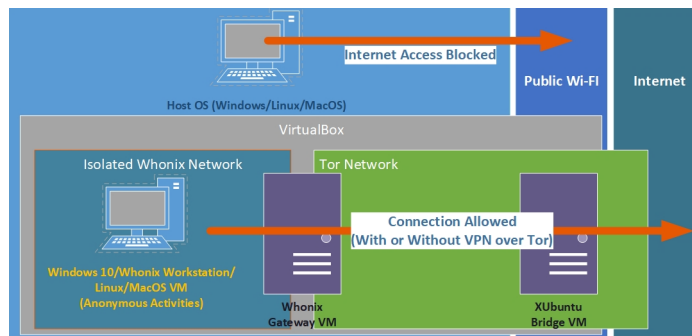 Internet Access Blocked
Public Wi-FI
Internet
Host OS (Windows/Linux/MacOS)
VirtualBox
Isolated Whonix Network
Tor Network
Connection Allowed
(With or Without VPN over Tor)
Windows 10/Whonix Workstation/
Linux/MacOS VM
(Anonymous Activities)
Whonix
Gateway VM
XUbuntu
Bridge VM